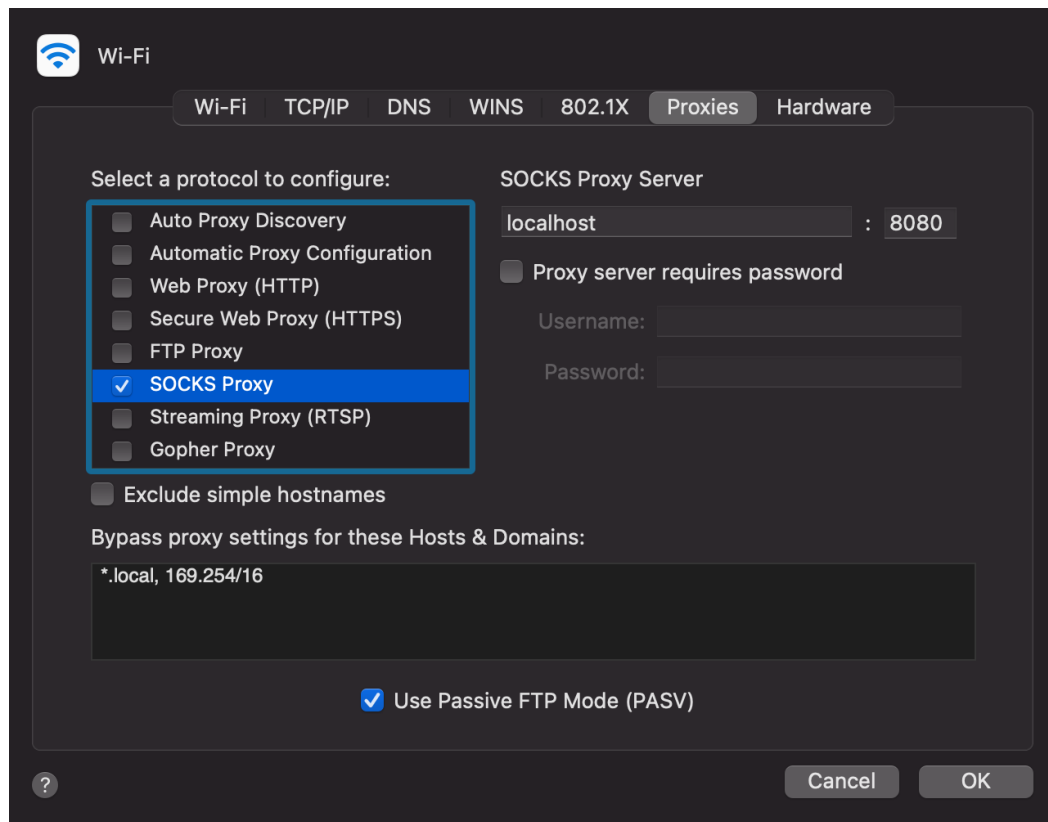 Wi-Fi
Wi-Fi TCP/IP DNS WINS 802.1X Proxies Hardware
Select a protocol to configure:
Auto Proxy Discovery
Automatic Proxy Configuration
Web Proxy (HTTP)
Secure Web Proxy (HTTPS)
FTP Proxy
SOCKS Proxy
Streaming Proxy (RTSP)
Gopher Proxy
SOCKS Proxy Server
localhost : 8080
Proxy server requires password
Username:
Password:
Exclude simple hostnames
Bypass proxy settings for these Hosts & Domains:
*.local, 169.254/16
Use Passive FTP Mode (PASV)
? Cancel OK